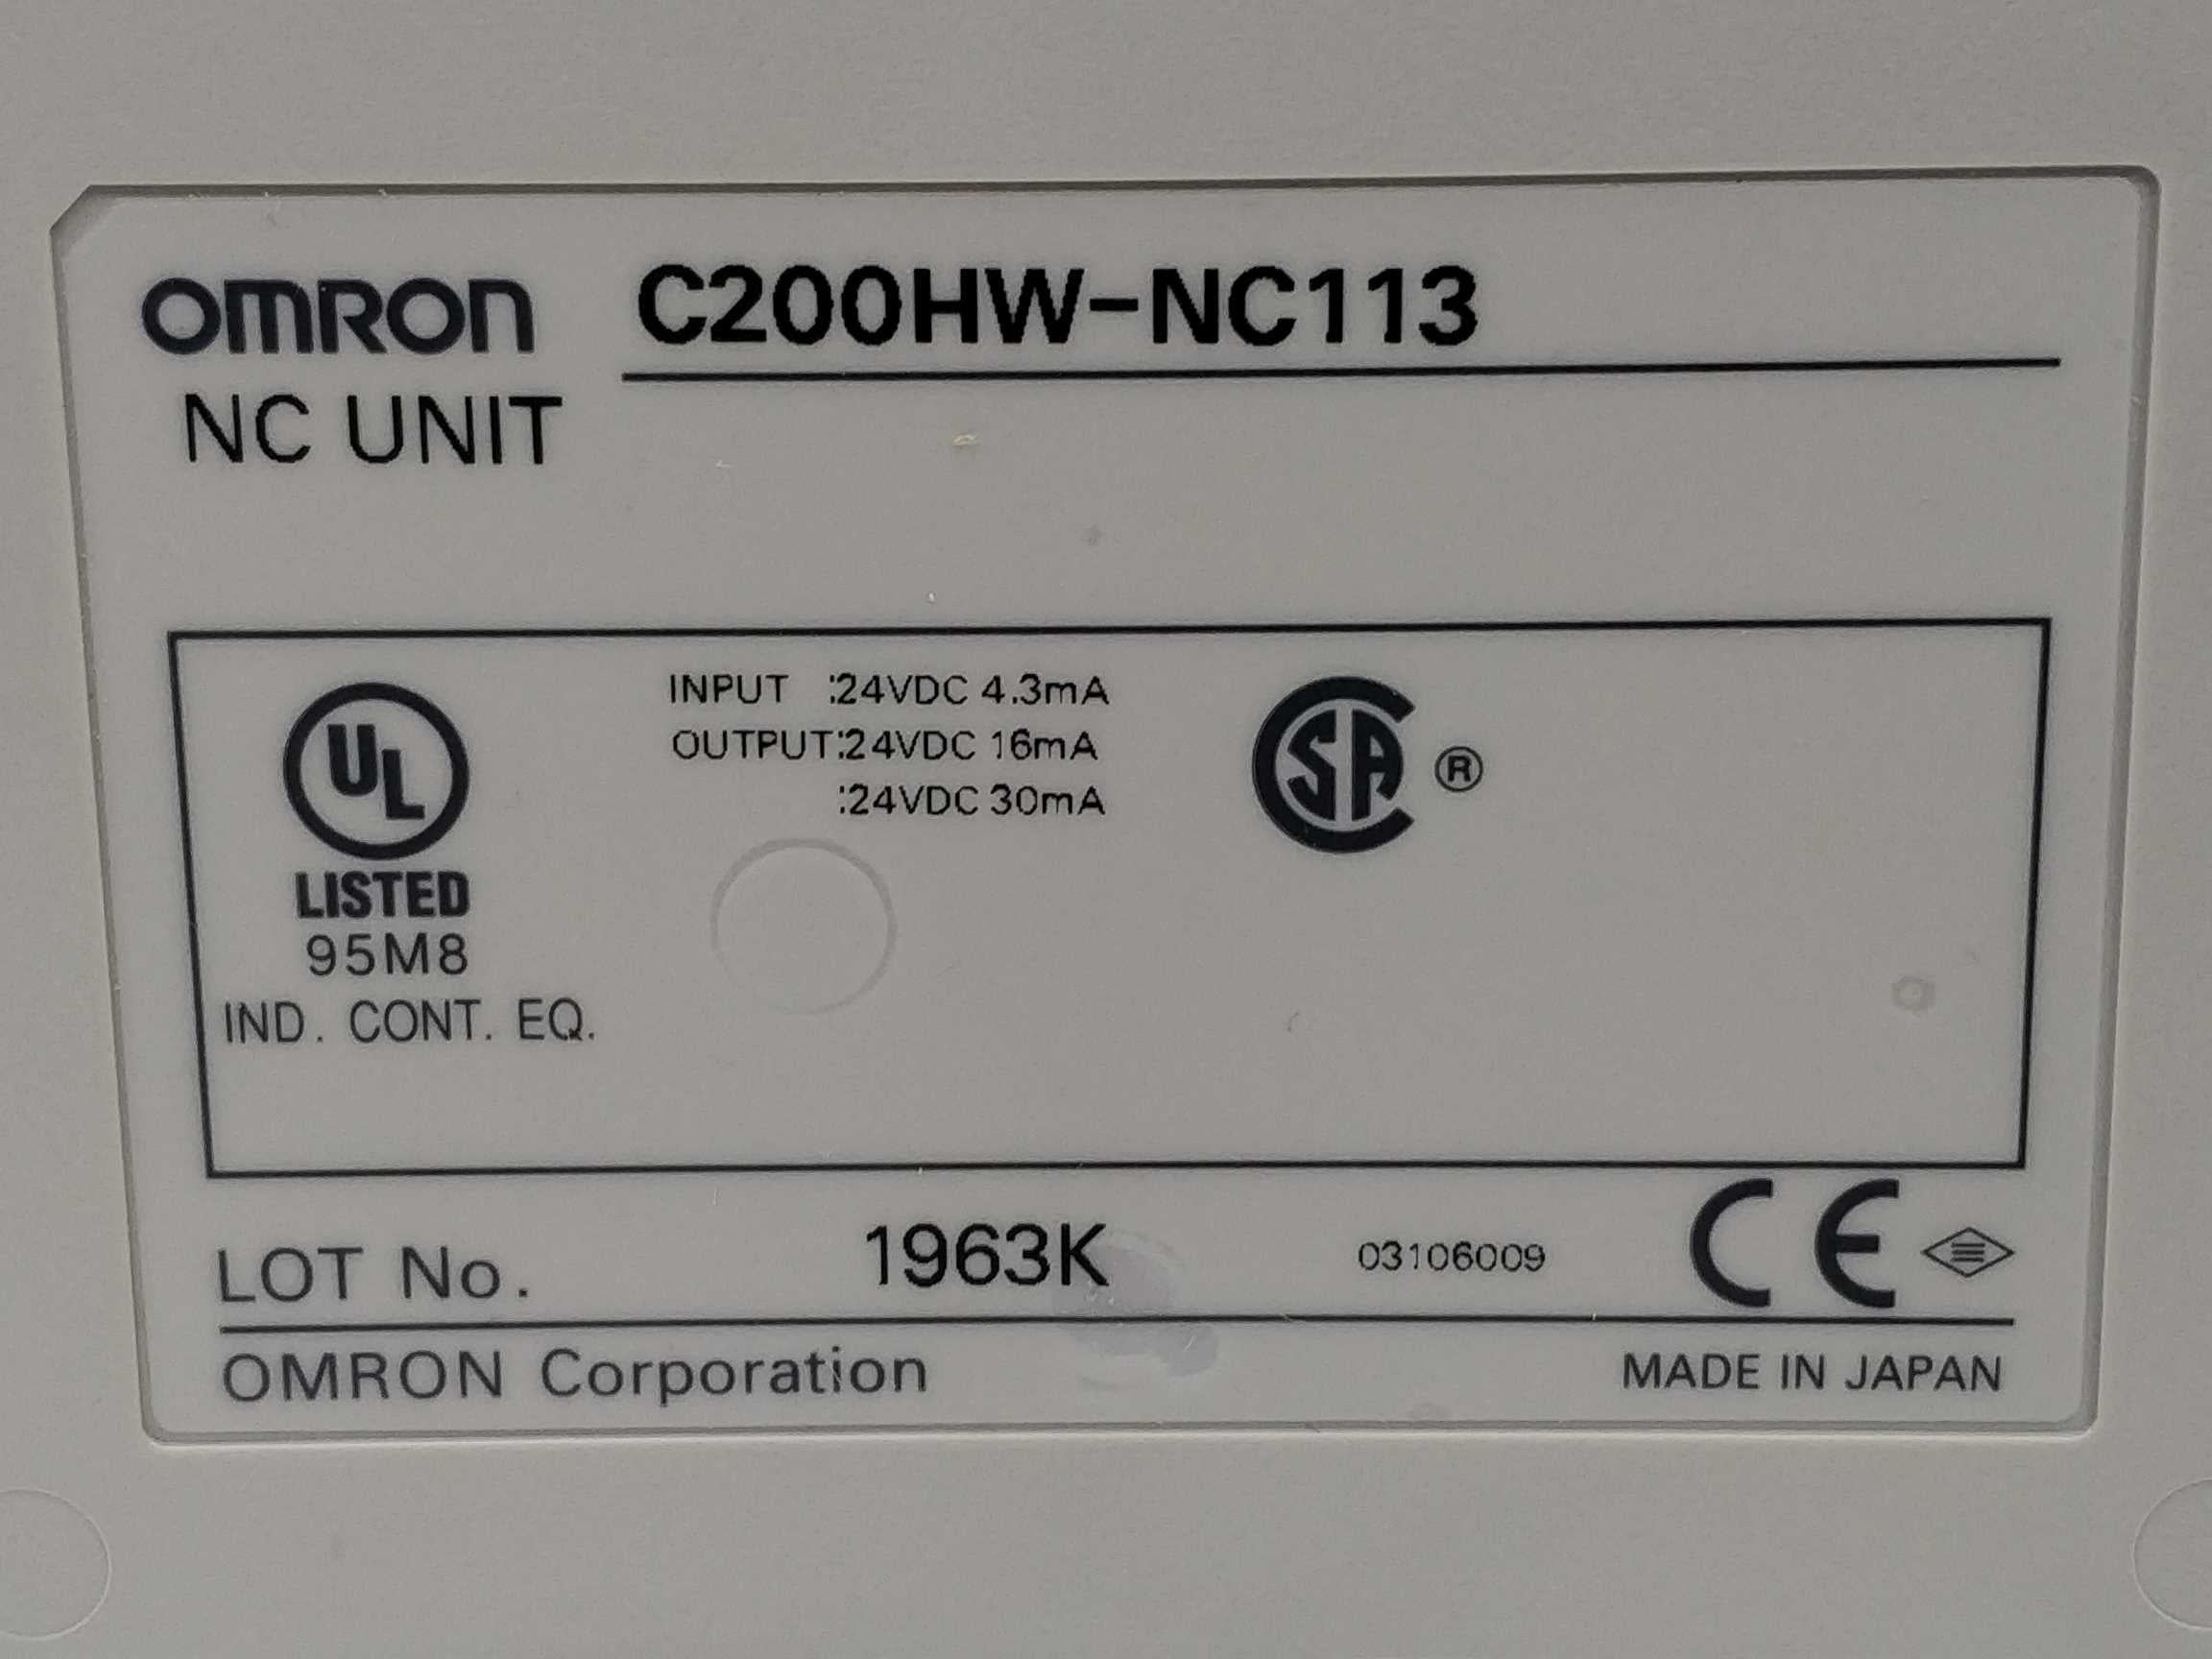 OMRON C200HW-NC113
NC UNIT
INPUT :24VDC 4.3mA
OUTPUT:24VDC 16mA
:24VDC 30mA
UL
LISTED
95M8
IND. CONT. EQ.
CSA ®
LOT No. 1963K 03106009 CE
OMRON Corporation MADE IN JAPAN